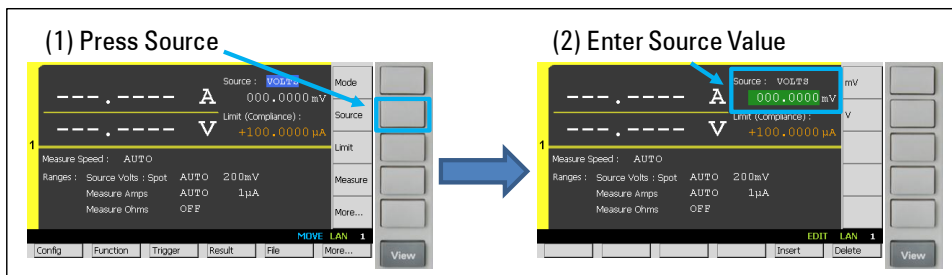 (1) Press Source
(2) Enter Source Value
Source : VOLTS
Mode
---.---- A
000.0000 mV
Source
Limit (Compliance) :
---.---- V
+100.0000 µA
1
Limit
Measure Speed : AUTO
Ranges : Source Volts : Spot AUTO 200mV
Measure
Measure Amps AUTO 1µA
Measure Ohms OFF
More...
MOVE LAN 1
Config Function Trigger Result File More... View
Source : VOLTS
mV
---.---- A
000.0000 mV
Limit (Compliance) :
V
---.---- V
+100.0000 µA
1
Measure Speed : AUTO
Ranges : Source Volts : Spot AUTO 200mV
Measure Amps AUTO 1µA
Measure Ohms OFF
EDIT LAN 1
Insert Delete View